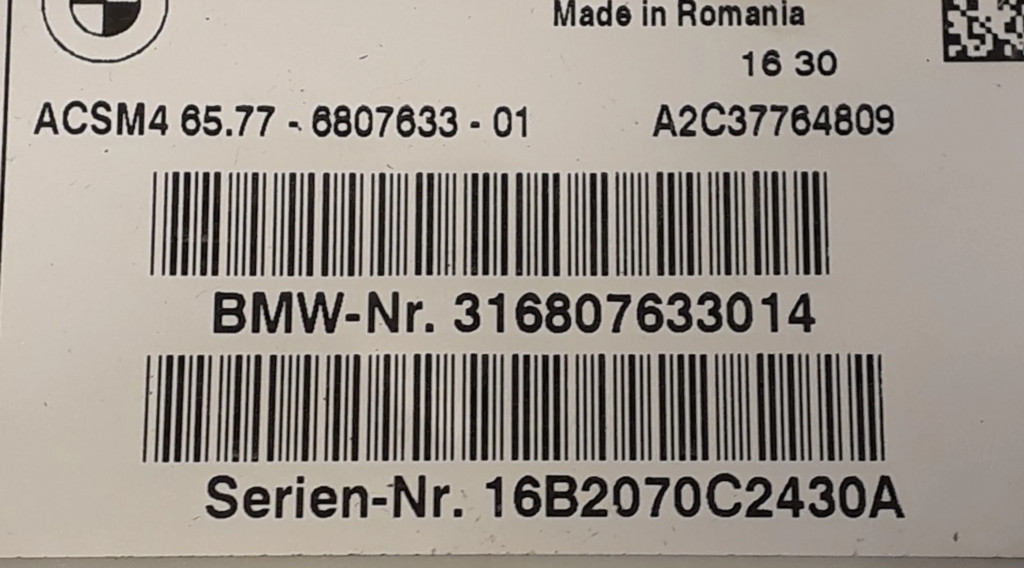 Made in Romania
16 30
ACSM4 65.77 - 6807633 - 01 A2C37764809
BMW-Nr. 316807633014
Serien-Nr. 16B2070C2430A